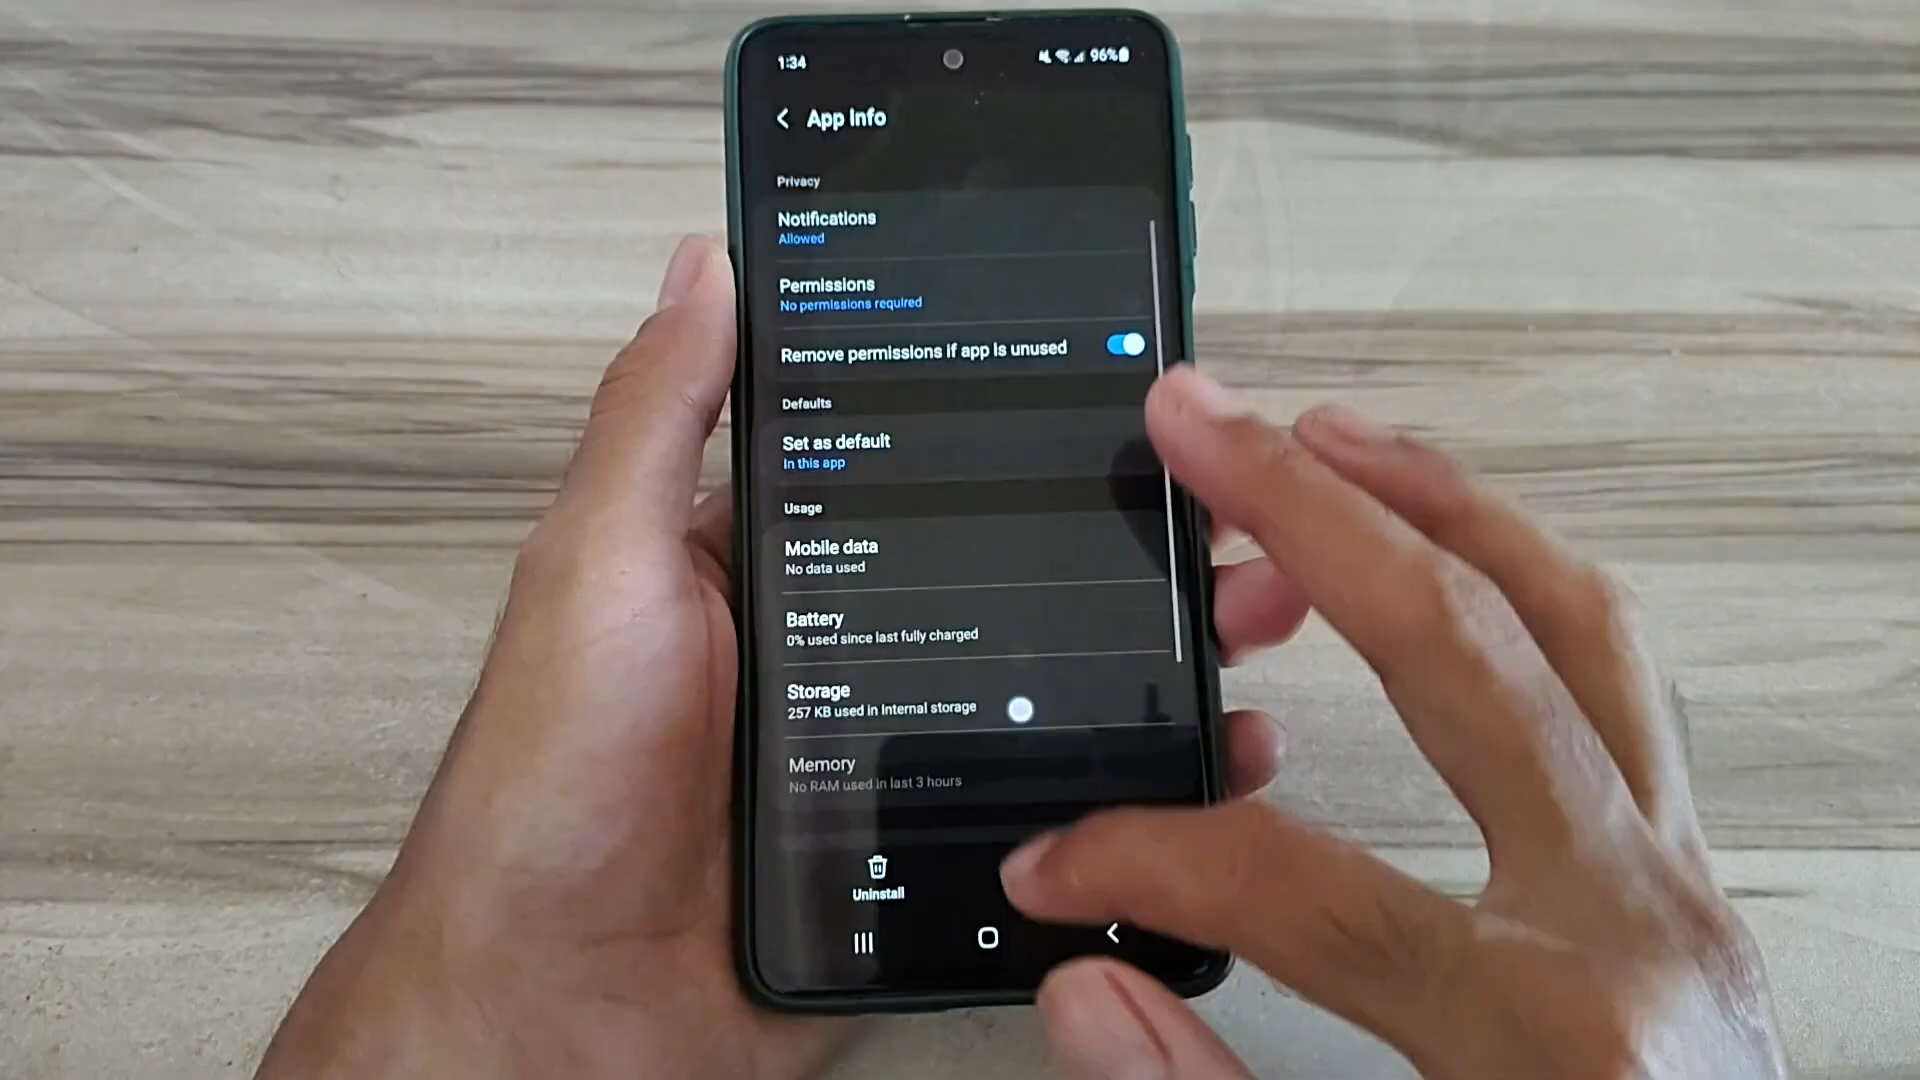 1:34
96%
App info
Privacy
Notifications
Allowed
Permissions
No permissions required
Remove permissions if app is unused
Defaults
Set as default
In this app
Usage
Mobile data
No data used
Battery
0% used since last fully charged
Storage
257 KB used in Internal storage
Memory
No RAM used in last 3 hours
Uninstall